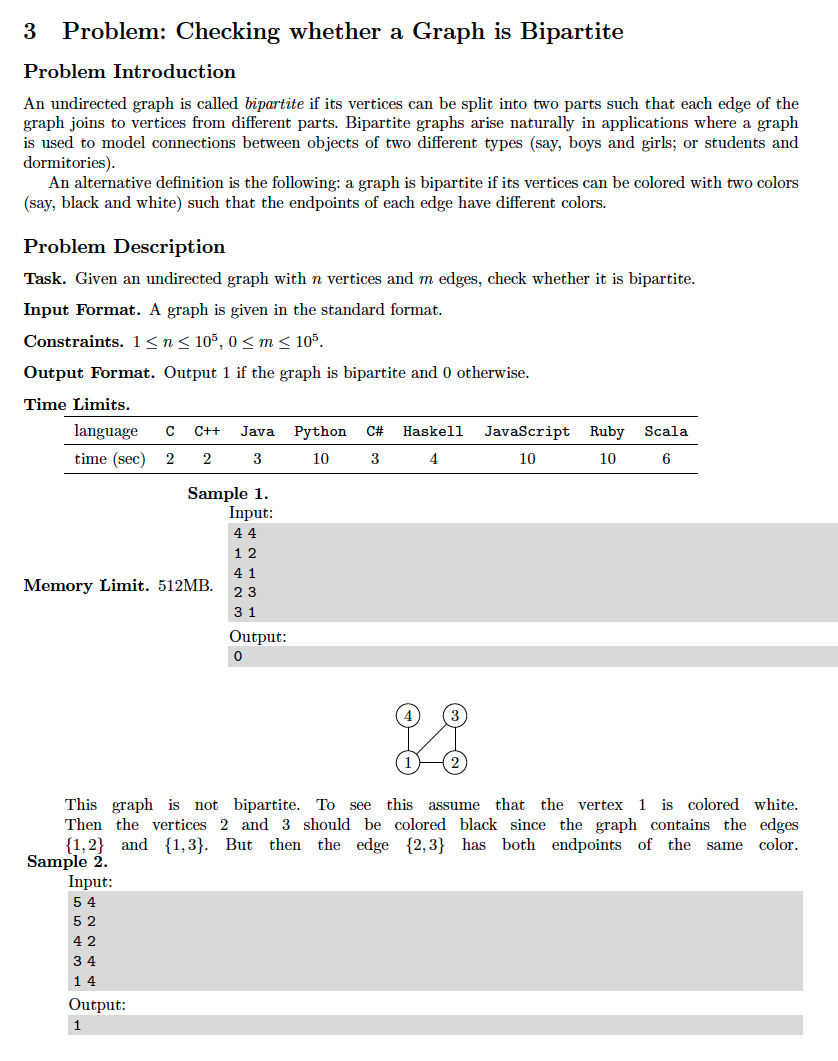 3 Problem: Checking whether a Graph is Bipartite
Problem Introduction
An undirected graph is called bipartite if its vertices can be split into two parts such that each edge of the
graph joins to vertices from different parts. Bipartite graphs arise naturally in applications where a graph
is used to model connections between objects of two different types (say, boys and girls; or students and
dormitories).
An alternative definition is the following: a graph is bipartite if its vertices can be colored with two colors
(say, black and white) such that the endpoints of each edge have different colors.
Problem Description
Task. Given an undirected graph with n vertices and m edges, check whether it is bipartite.
Input Format. A graph is given in the standard format.
Constraints. 1 ≤ n ≤ 10⁵, 0 ≤ m ≤ 10⁵.
Output Format. Output 1 if the graph is bipartite and 0 otherwise.
Time Limits.
language C C++ Java Python C# Haskell JavaScript Ruby Scala
time (sec) 2 2 3 10 3 4 10 10 6
Memory Limit. 512MB.
Sample 1.
Input:
4 4
1 2
4 1
2 3
3 1
Output:
0
4 3
1 2
This graph is not bipartite. To see this assume that the vertex 1 is colored white.
Then the vertices 2 and 3 should be colored black since the graph contains the edges
{1, 2} and {1, 3}. But then the edge {2, 3} has both endpoints of the same color.
Sample 2.
Input:
5 4
5 2
4 2
3 4
1 4
Output:
1